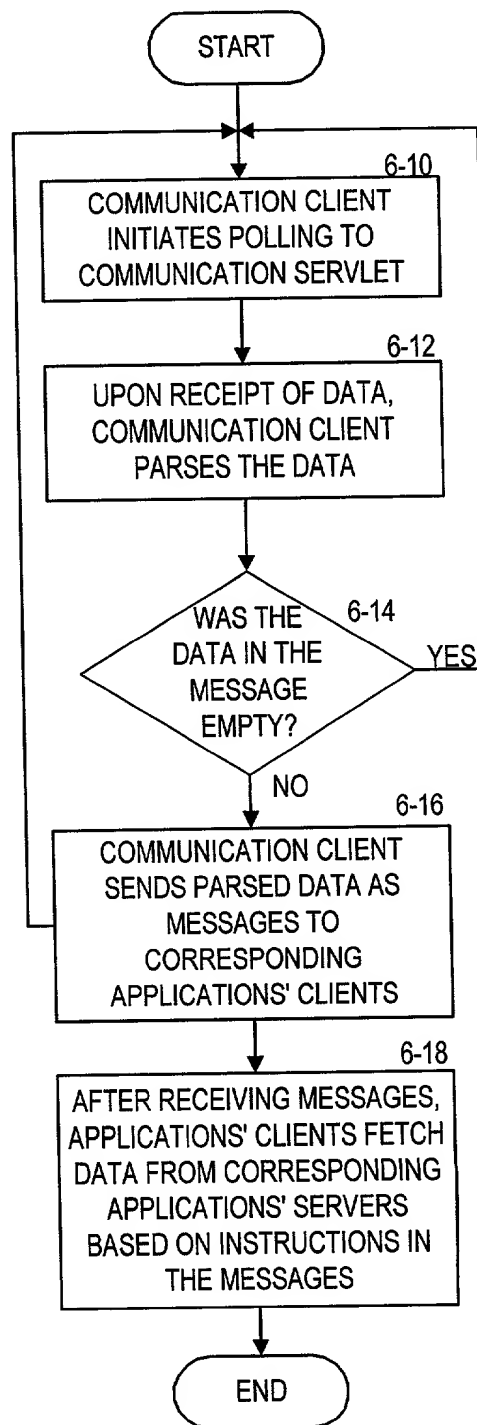 START
6-10
COMMUNICATION CLIENT
INITIATES POLLING TO
COMMUNICATION SERVLET
6-12
UPON RECEIPT OF DATA,
COMMUNICATION CLIENT
PARSES THE DATA
6-14
WAS THE
DATA IN THE
MESSAGE
EMPTY?
YES
NO
6-16
COMMUNICATION CLIENT
SENDS PARSED DATA AS
MESSAGES TO
CORRESPONDING
APPLICATIONS' CLIENTS
6-18
AFTER RECEIVING MESSAGES,
APPLICATIONS' CLIENTS FETCH
DATA FROM CORRESPONDING
APPLICATIONS' SERVERS
BASED ON INSTRUCTIONS IN
THE MESSAGES
END